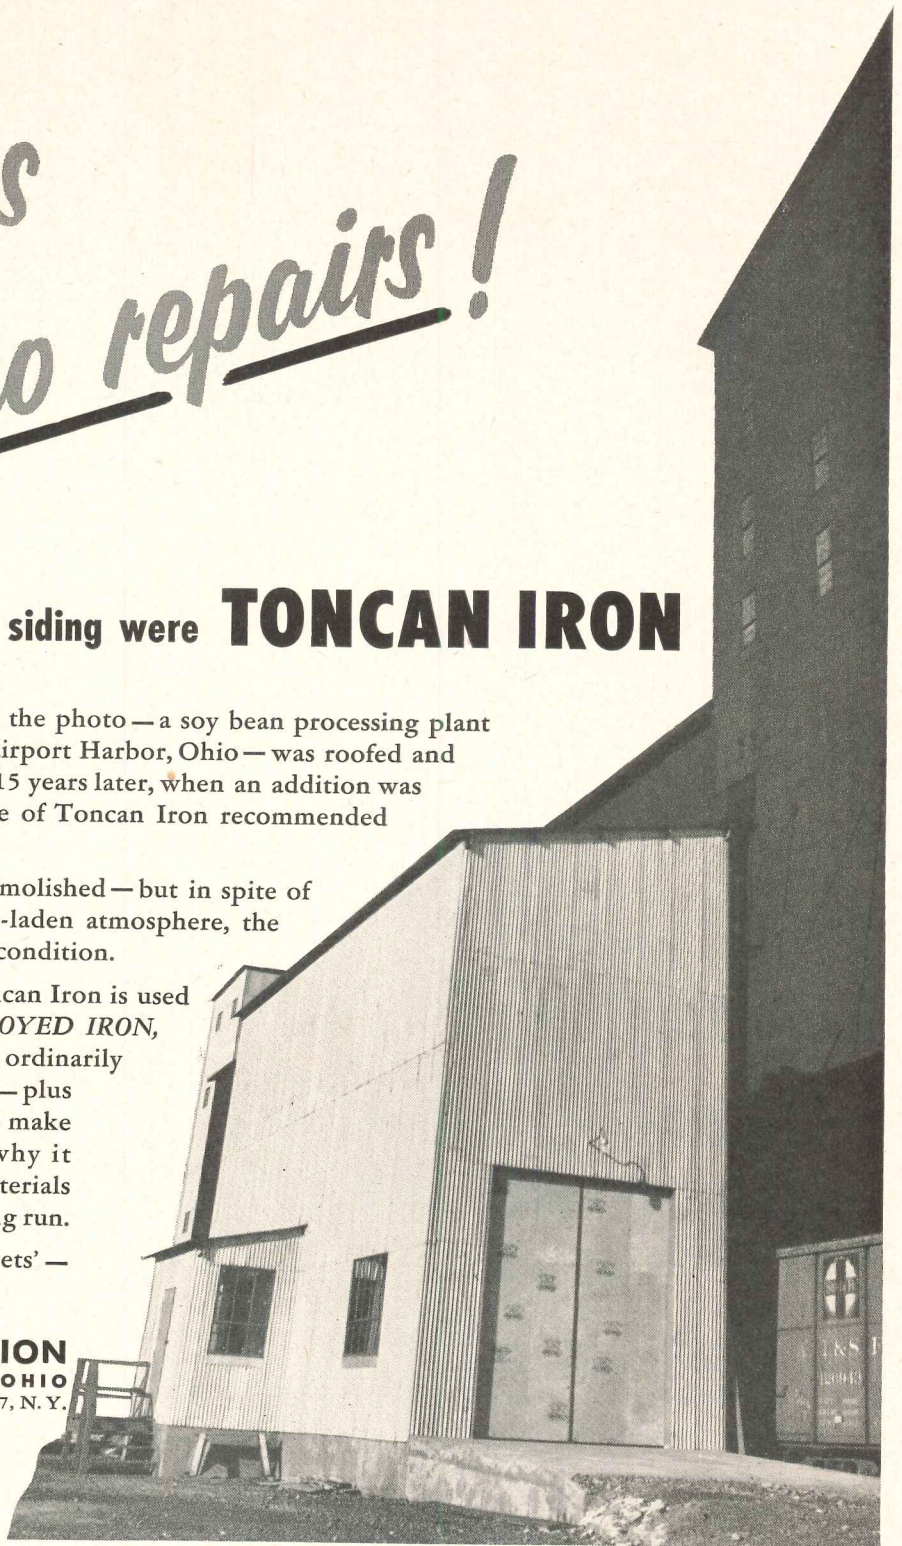 s
o repairs!
siding were TONCAN IRON
the photo — a soy bean processing plant
airport Harbor, Ohio — was roofed and
15 years later, when an addition was
e of Toncan Iron recommended
molished — but in spite of
-laden atmosphere, the
condition.
can Iron is used
OYED IRON,
ordinarily
— plus
make
why it
terials
g run.
ets' —
ION
OHIO
7, N. Y.